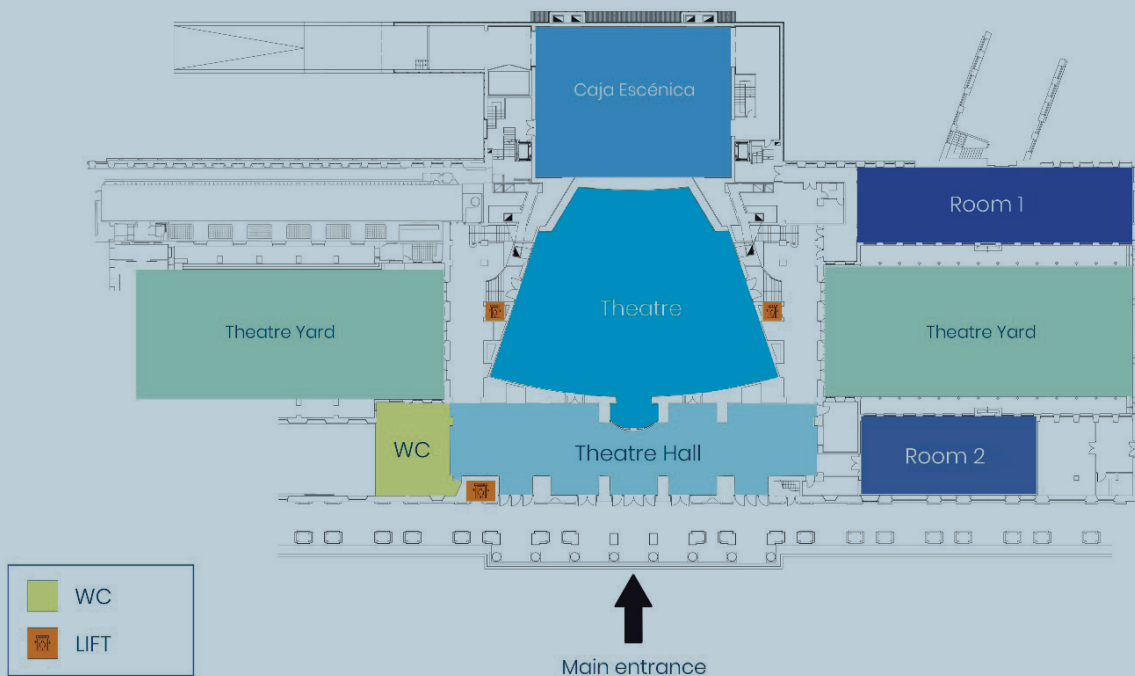 Caja Escénica
Room 1
Theatre
Theatre Yard
Theatre Yard
WC
Theatre Hall
Room 2
WC
LIFT
Main entrance